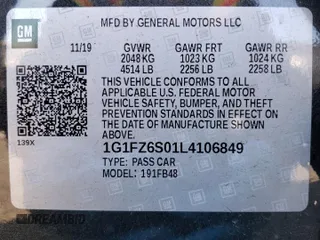 GM
MFD BY GENERAL MOTORS LLC
11/19 GVWR GAWR FRT GAWR RR
2048 KG 1023 KG 1024 KG
4514 LB 2256 LB 2258 LB
THIS VEHICLE CONFORMS TO ALL
APPLICABLE U.S. FEDERAL MOTOR
VEHICLE SAFETY, BUMPER, AND THEFT
PREVENTION STANDARDS IN EFFECT ON
THE DATE OF MANUFACTURE SHOWN ABOVE.
139X
1G1FZ6S01L4106849
TYPE: PASS CAR
MODEL: 191FB48
DREAMBID